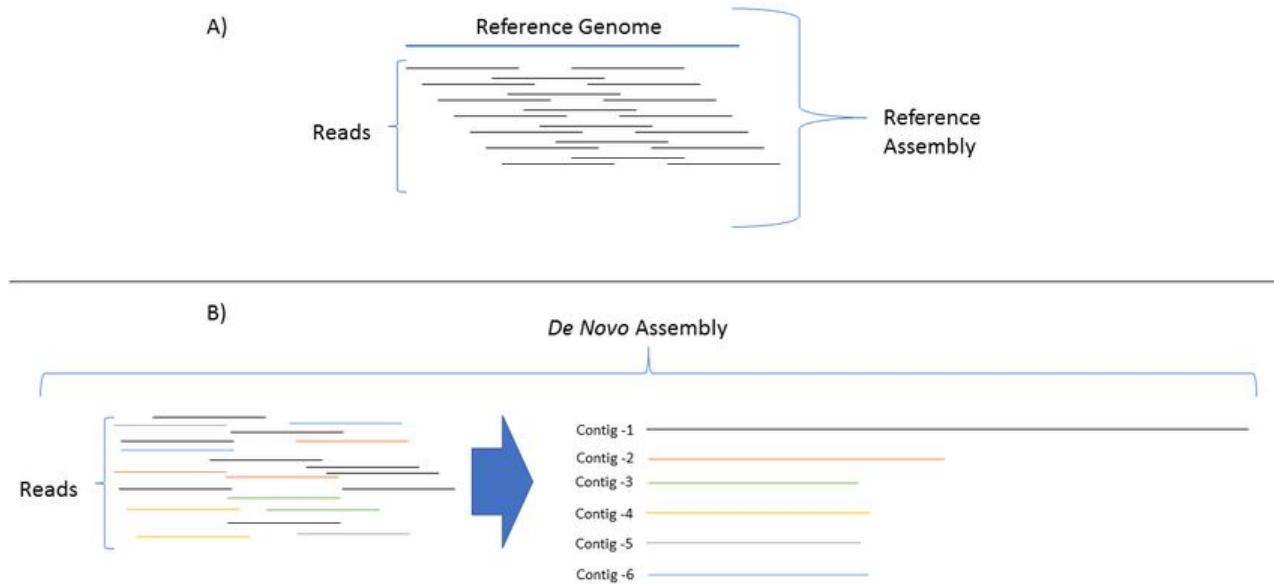 A)
Reference Genome
Reads
Reference
Assembly
B)
De Novo Assembly
Reads
Contig -1
Contig -2
Contig -3
Contig -4
Contig -5
Contig -6